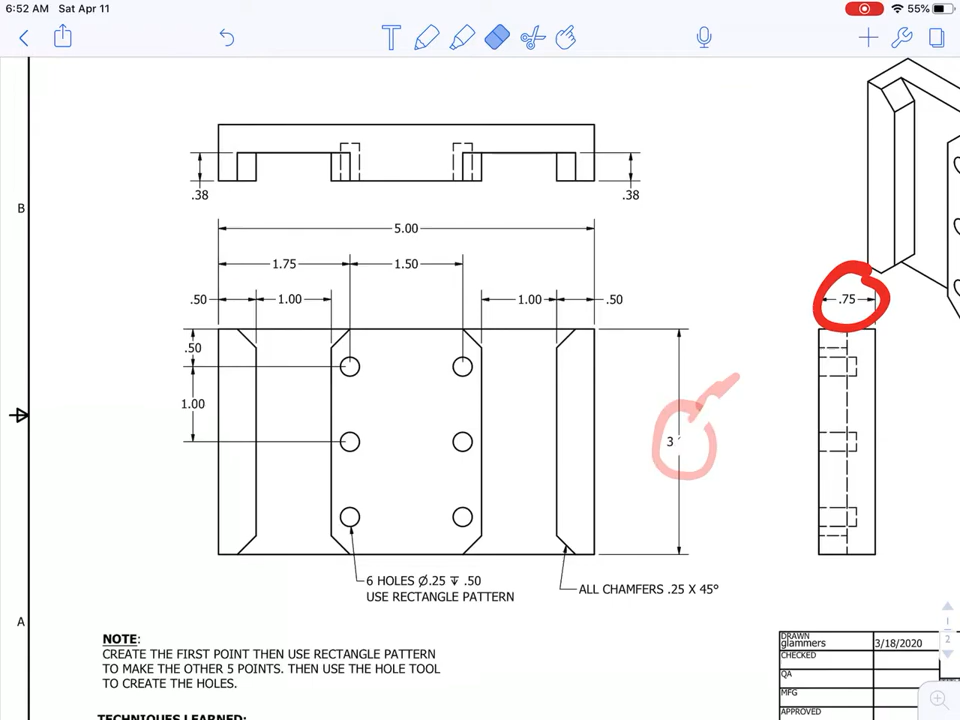 6:52 AM Sat Apr 11
55%
T
B
.38
.38
5.00
1.75
1.50
.50
1.00
1.00
.50
.75
.50
1.00
3
6 HOLES Ø.25 ↧ .50
USE RECTANGLE PATTERN
ALL CHAMFERS .25 X 45°
A
1
2
NOTE:
CREATE THE FIRST POINT THEN USE RECTANGLE PATTERN
TO MAKE THE OTHER 5 POINTS. THEN USE THE HOLE TOOL
TO CREATE THE HOLES.
TECHNIQUES LEARNED:
DRAWN
glammers
3/18/2020
CHECKED
QA
MFG
APPROVED